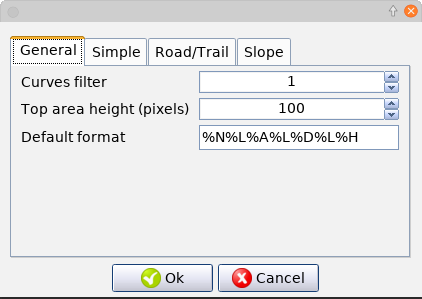 General Simple Road/Trail Slope
Curves filter 1
Top area height (pixels) 100
Default format %N%L%A%L%D%L%H
Ok Cancel